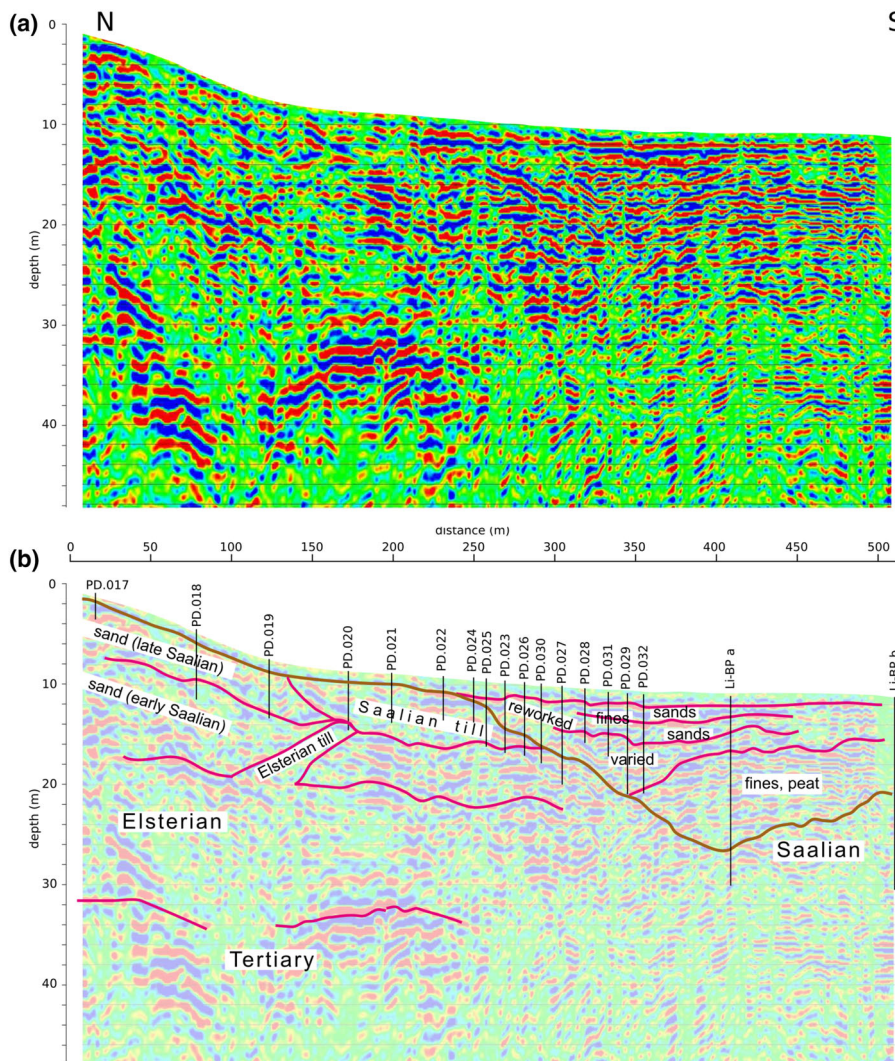 (a)
N
S
0
10
20
30
40
depth (m)
distance (m)
0 50 100 150 200 250 300 350 400 450 500
(b)
0
10
20
30
40
depth (m)
PD.017
PD.018
PD.019
PD.020
PD.021
PD.022
PD.024
PD.025
PD.023
PD.026
PD.030
PD.027
PD.028
PD.031
PD.029
PD.032
Li-BP a
Li-BP b
sand (late Saalian)
sand (early Saalian)
Elsterian till
Saalian till
reworked
fines
sands
sands
varied
fines, peat
Elsterian
Saalian
Tertiary